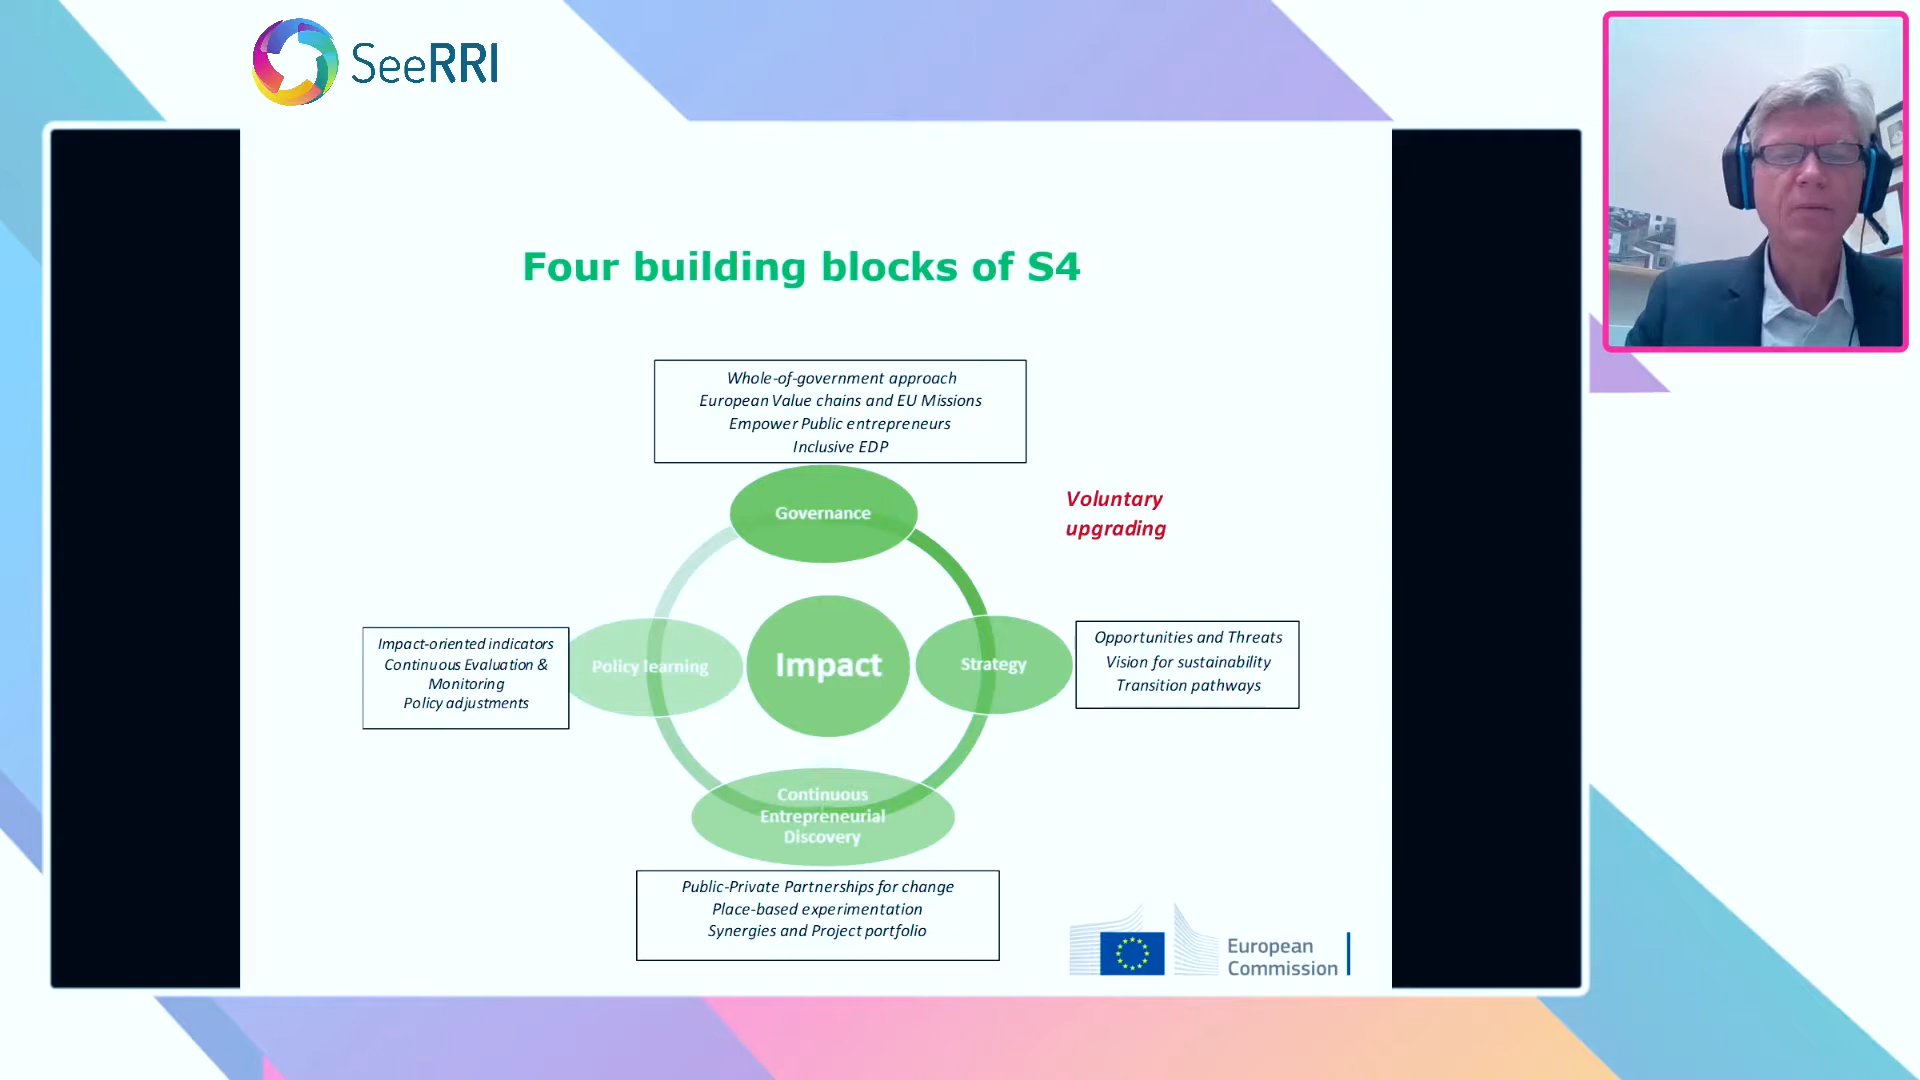 SeeRRI
Four building blocks of S4
Whole-of-government approach
European Value chains and EU Missions
Empower Public entrepreneurs
Inclusive EDP
Governance
Voluntary
upgrading
Impact-oriented indicators
Continuous Evaluation &
Monitoring
Policy adjustments
Policy learning
Impact
Strategy
Opportunities and Threats
Vision for sustainability
Transition pathways
Continuous
Entrepreneurial
Discovery
Public-Private Partnerships for change
Place-based experimentation
Synergies and Project portfolio
European
Commission